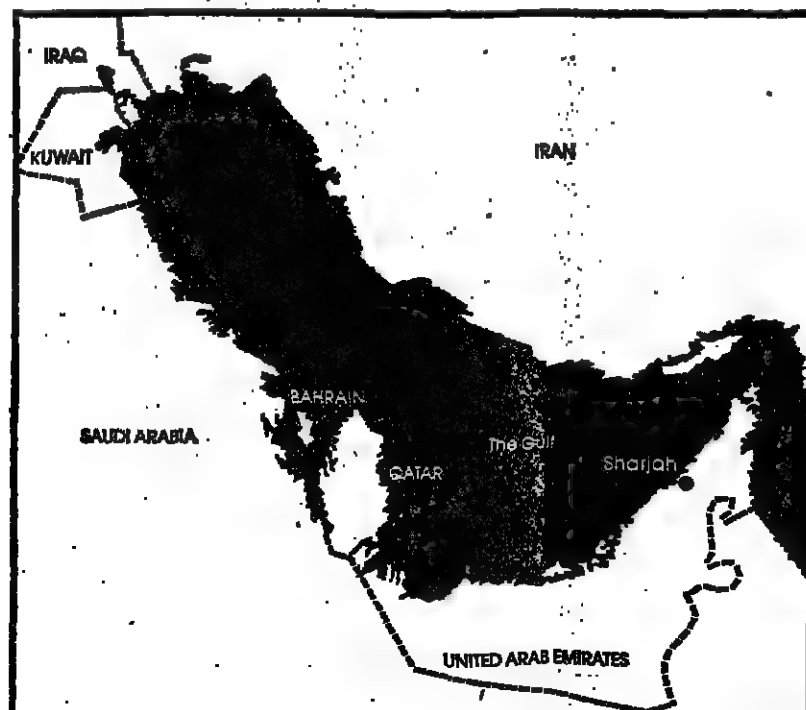 IRAQ
KUWAIT
IRAN
BAHRAIN
SAUDI ARABIA
The Gulf
QATAR
Sharjah
UNITED ARAB EMIRATES